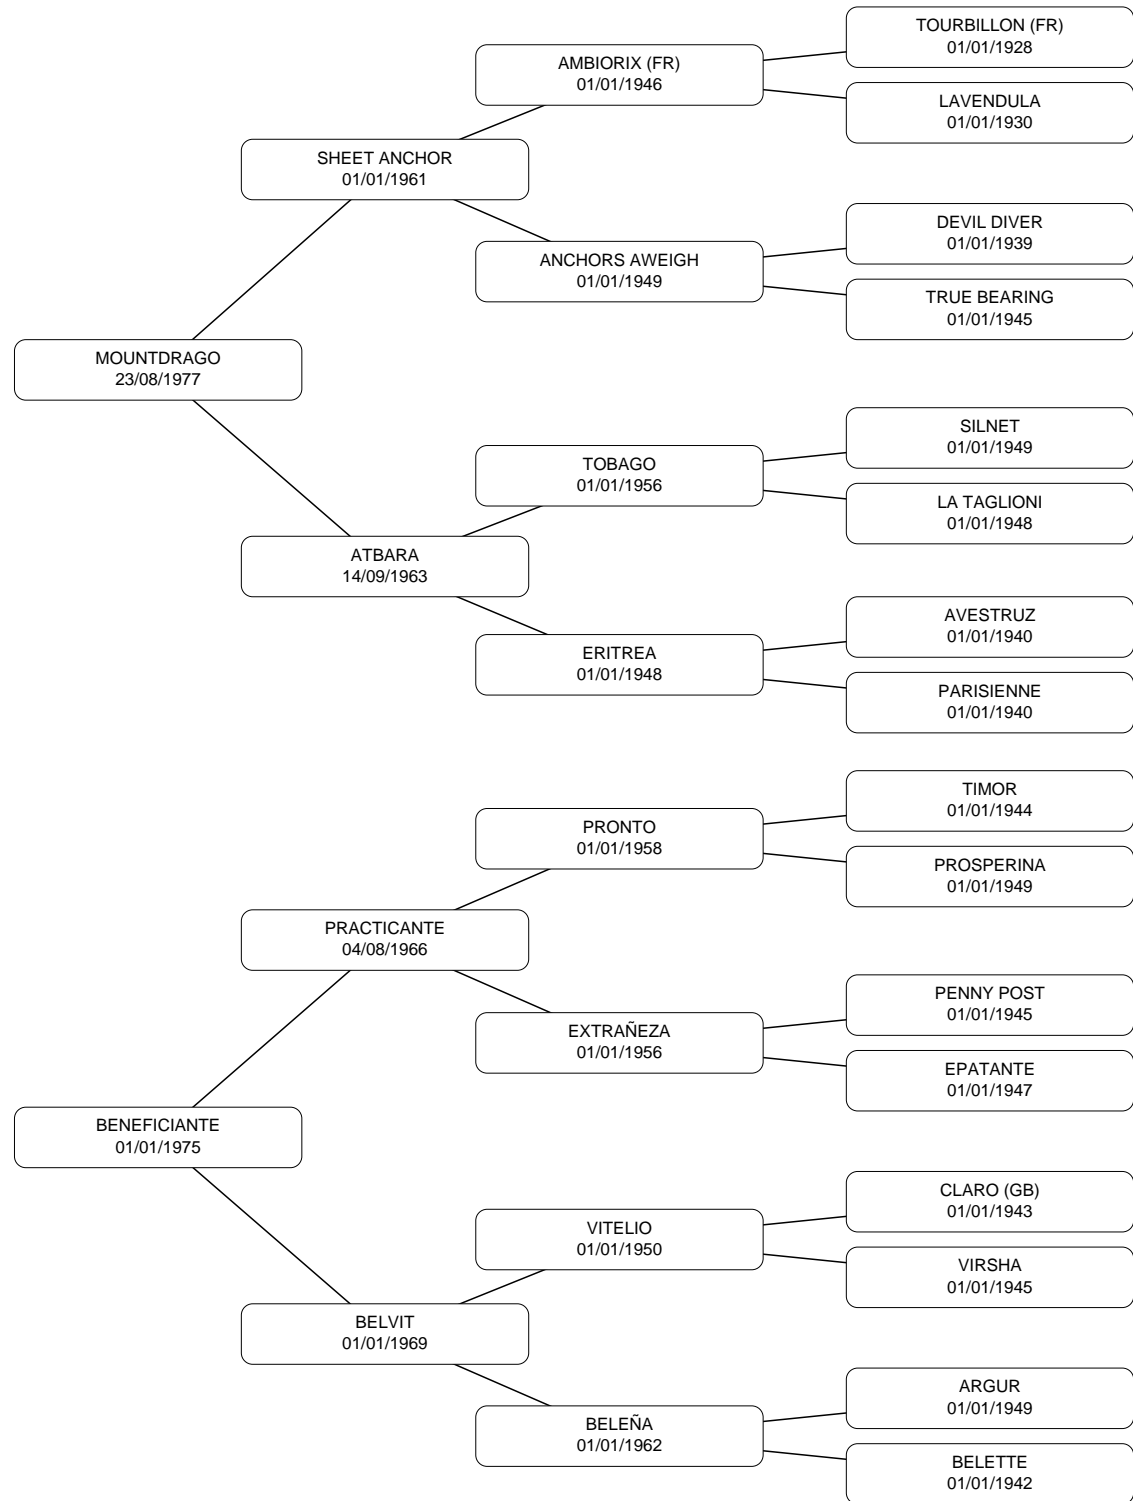 TOURBILLON (FR)
01/01/1928
AMBIORIX (FR)
01/01/1946
LAVENDULA
01/01/1930
SHEET ANCHOR
01/01/1961
DEVIL DIVER
01/01/1939
ANCHORS AWEIGH
01/01/1949
TRUE BEARING
01/01/1945
MOUNTDRAGO
23/08/1977
SILNET
01/01/1949
TOBAGO
01/01/1956
LA TAGLIONI
01/01/1948
ATBARA
14/09/1963
AVESTRUZ
01/01/1940
ERITREA
01/01/1948
PARISIENNE
01/01/1940
TIMOR
01/01/1944
PRONTO
01/01/1958
PROSPERINA
01/01/1949
PRACTICANTE
04/08/1966
PENNY POST
01/01/1945
EXTRAÑEZA
01/01/1956
EPATANTE
01/01/1947
BENEFICIANTE
01/01/1975
CLARO (GB)
01/01/1943
VITELIO
01/01/1950
VIRSHA
01/01/1945
BELVIT
01/01/1969
ARGUR
01/01/1949
BELEÑA
01/01/1962
BELETTE
01/01/1942